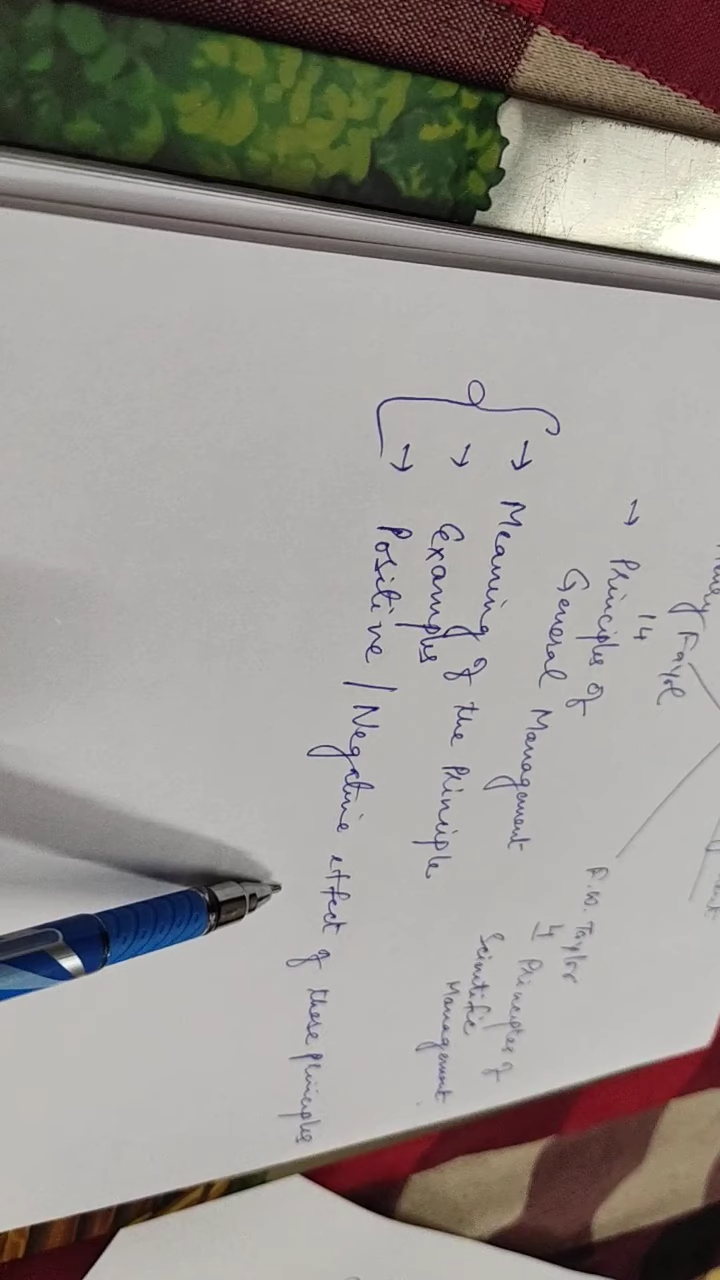 Fayol
→ 14
Principles of
General Management
F.W. Taylor
4 Principles of
Scientific
Management
→ Meaning of the Principle
→ Examples
→ Positive / Negative effect of these principles